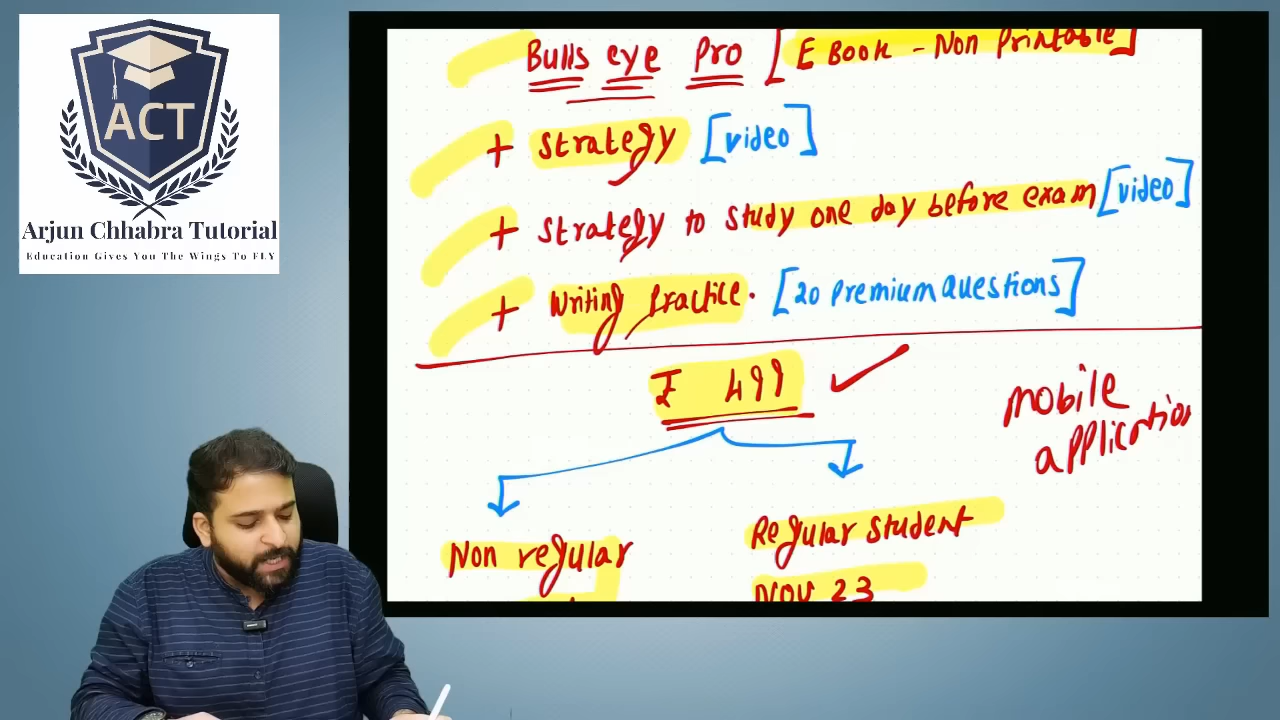 ACT
Arjun Chhabra Tutorial
Education Gives You The Wings To FLY
Bulls eye Pro [E Book - Non Printable]
+ Strategy [video]
+ Strategy to study one day before exam [video]
+ Writing Practice. [20 Premium Questions]
₹ 499
mobile
application
Non regular
Regular student
Nov 23